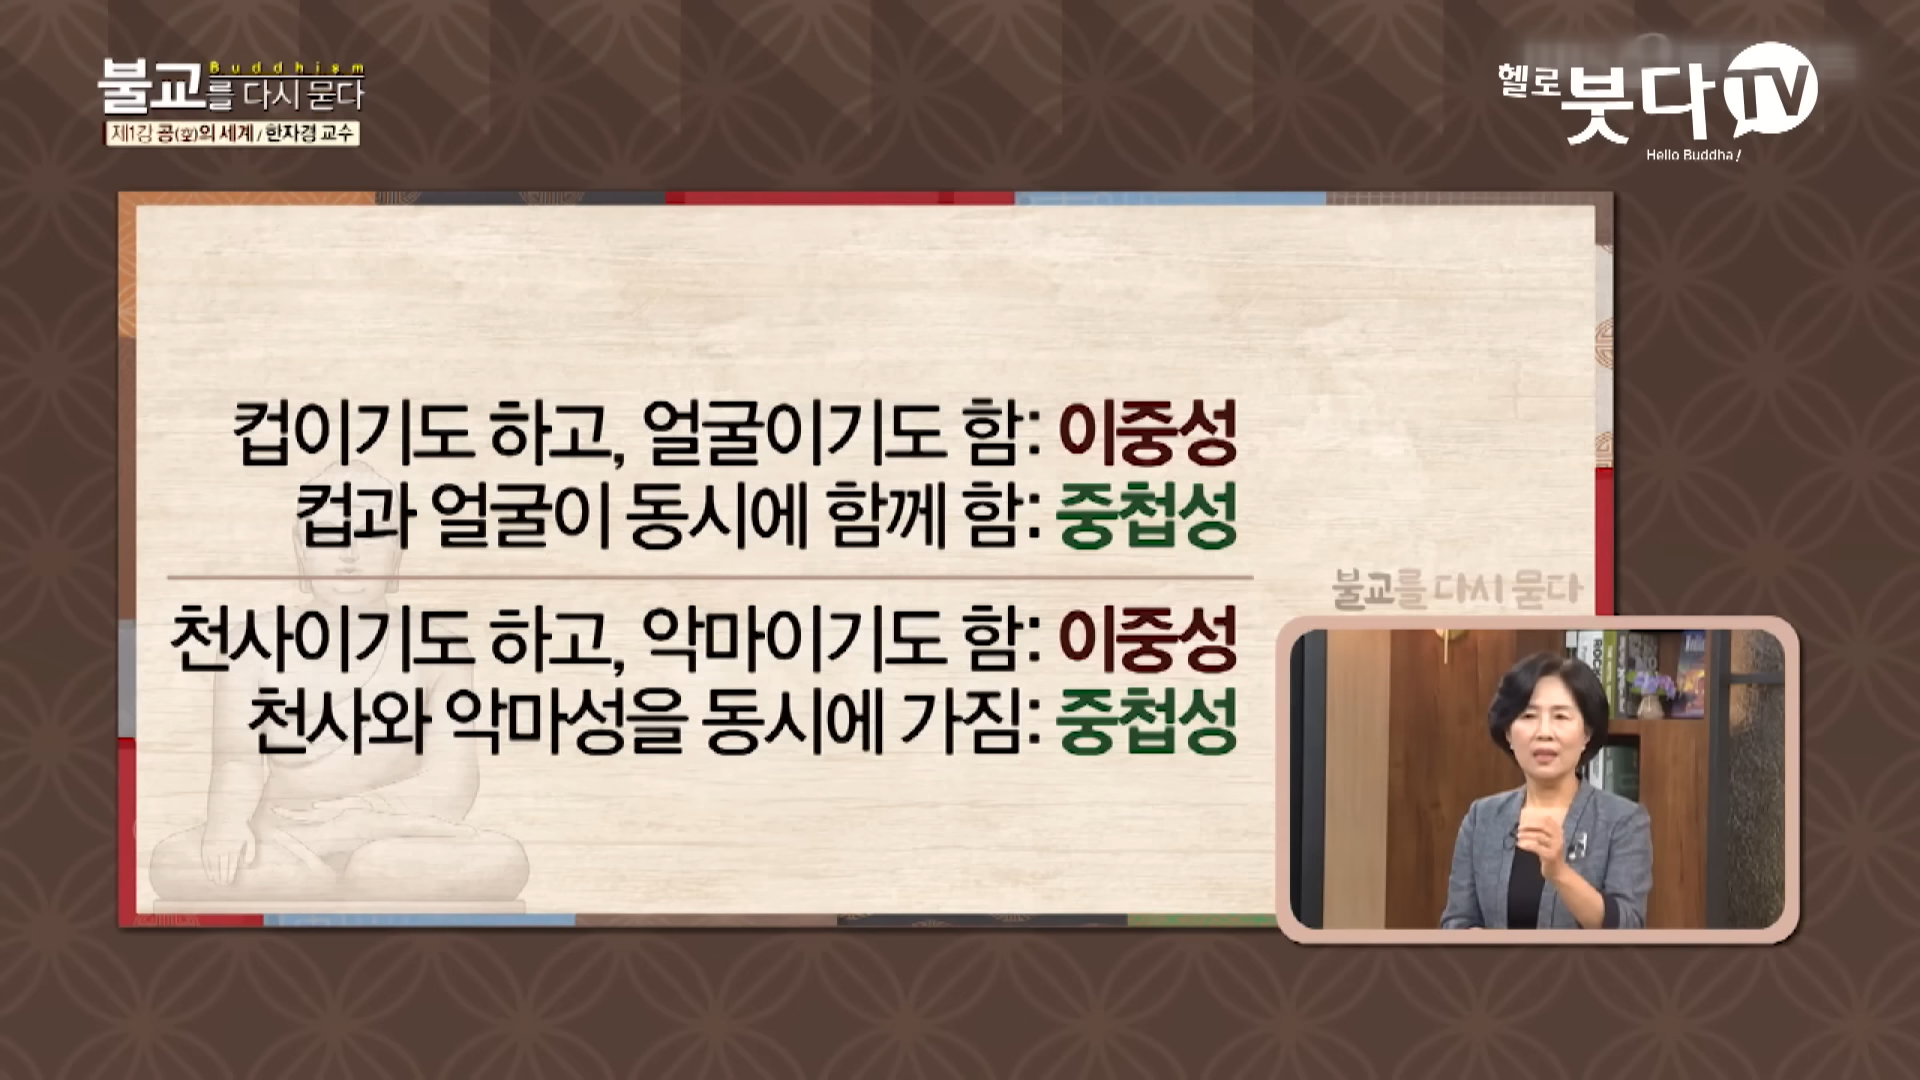 불교를 다시 묻다
Buddhism
제1강 공(空)의 세계 / 한자경 교수
헬로붓다TV
Hello Buddha!
컵이기도 하고, 얼굴이기도 함: 이중성
컵과 얼굴이 동시에 함께 함: 중첩성
천사이기도 하고, 악마이기도 함: 이중성
천사와 악마성을 동시에 가짐: 중첩성
불교를 다시 묻다